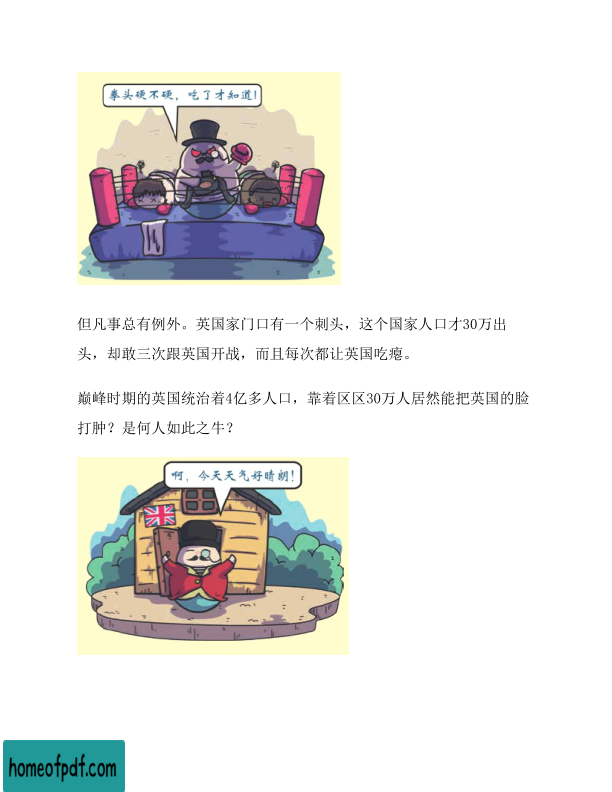 拳头硬不硬，吃了才知道！
但凡事总有例外。英国家门口有一个刺头，这个国家人口才30万出
头，却敢三次跟英国开战，而且每次都让英国吃瘪。
巅峰时期的英国统治着4亿多人口，靠着区区30万人居然能把英国的脸
打肿？是何人如此之牛？
啊，今天天气好晴朗！
homeofpdf.com